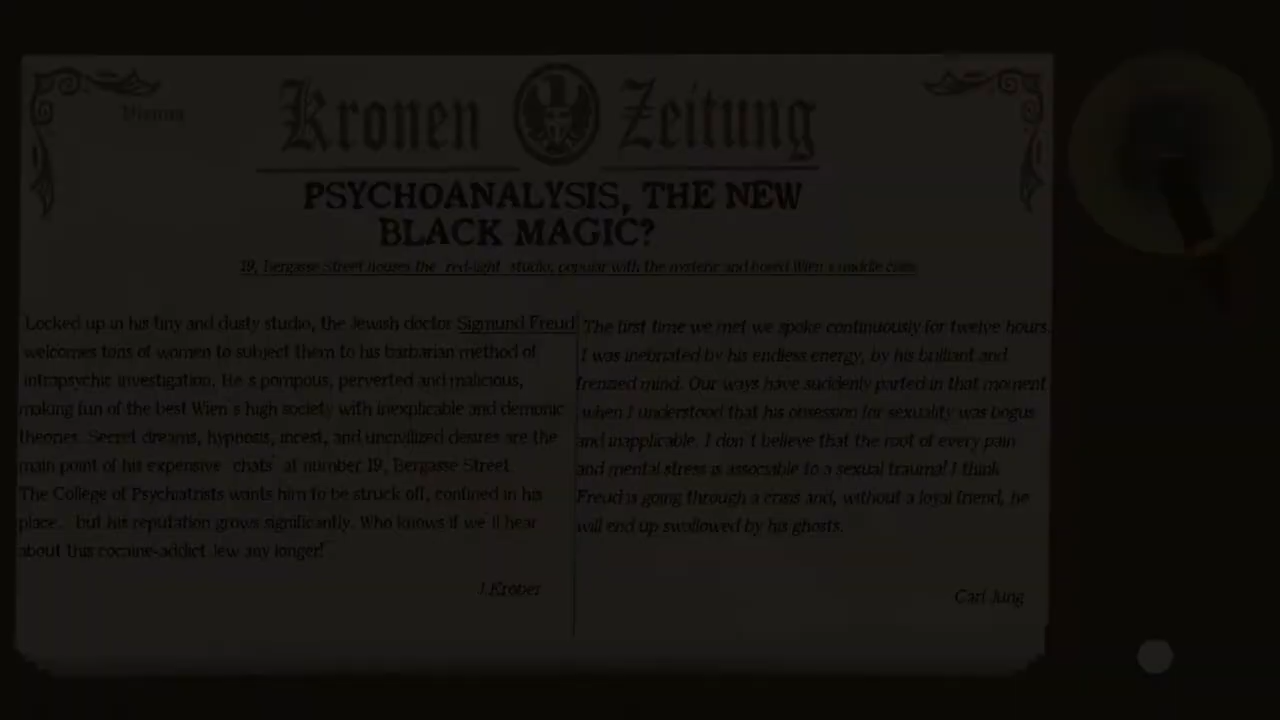 Vienna
Kronen Zeitung
PSYCHOANALYSIS, THE NEW
BLACK MAGIC?
19, Bergasse Street houses the red-light studio, popular with the hysteric and bored Wien s middle class
Locked up in his tiny and dusty studio, the Jewish doctor Sigmund Freud
welcomes tons of women to subject them to his barbarian method of
intrapsychic investigation. He s pompous, perverted and malicious,
making fun of the best Wien s high society with inexplicable and demonic
theories. Secret dreams, hypnosis, incest, and uncivilized desires are the
main point of his expensive chats at number 19, Bergasse Street.
The College of Psychiatrists wants him to be struck off, confined in his
place... but his reputation grows significantly. Who knows if we ll hear
about this cocaine-addict Jew any longer!
J.Krober
The first time we met we spoke continuously for twelve hours.
I was inebriated by his endless energy, by his brilliant and
frenzied mind. Our ways have suddenly parted in that moment
when I understood that his obsession for sexuality was bogus
and inapplicable. I don t believe that the root of every pain
and mental stress is associable to a sexual trauma! I think
Freud is going through a crisis and, without a loyal friend, he
will end up swallowed by his ghosts.
Carl Jung